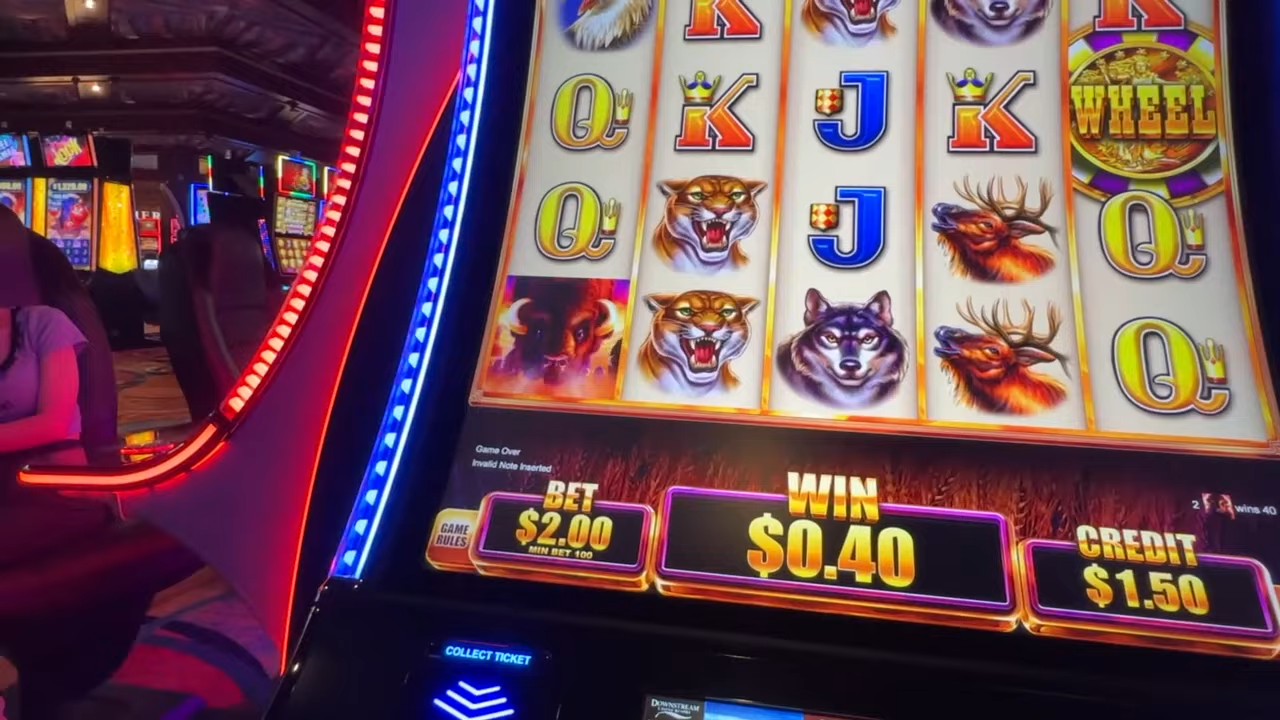 K
Q
K
J
K
WHEEL
Q
J
Q
Q
Game Over
Invalid Note Inserted
BET
$2.00
MIN BET 100
GAME
RULES
WIN
$0.40
2 wins 40
CREDIT
$1.50
COLLECT TICKET
DOWNSTREAM